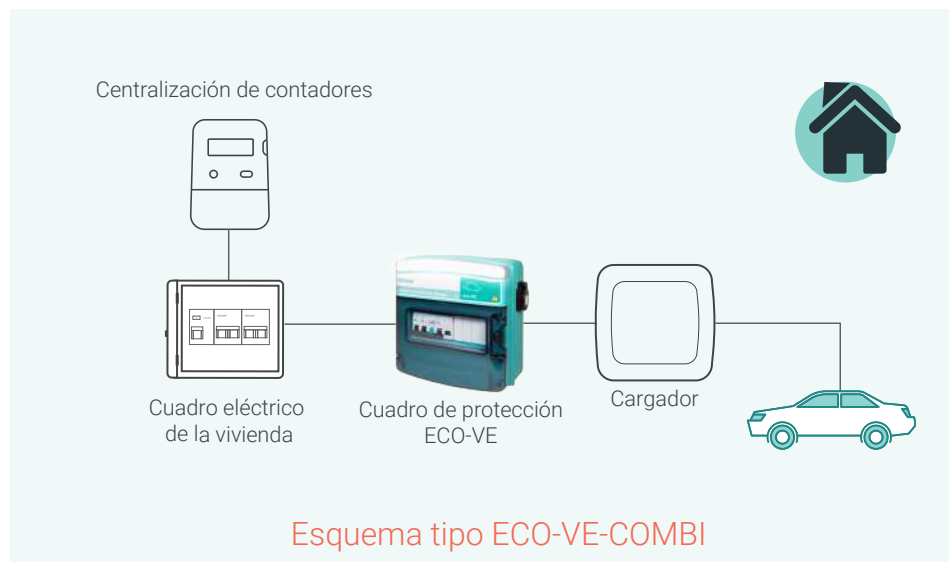 Centralización de contadores
Cuadro eléctrico
de la vivienda
Cuadro de protección
ECO-VE
Cargador
Esquema tipo ECO-VE-COMBI